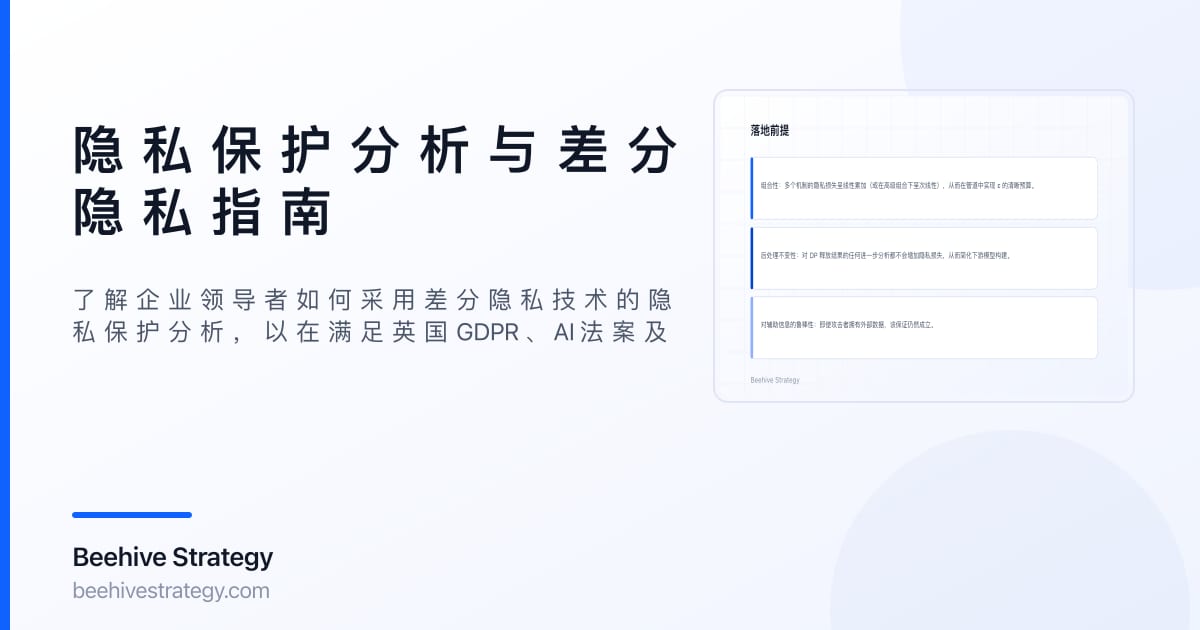 隐私保护分析与差分
隐私指南
了解企业领导者如何采用差分隐私技术的隐
私保护分析，以在满足英国 GDPR、AI 法案及
落地前提
组合性：多个机制的隐私损失呈线性累加（或在高级组合下呈次线性），从而在管道中实现 ε 的清晰预算。
后处理不变性：对 DP 释放结果的任何进一步分析都不会增加隐私损失，从而简化下游模型构建。
对辅助信息的鲁棒性：即使攻击者拥有外部数据，该保证仍然成立。
Beehive Strategy
Beehive Strategy
beehivestrategy.com